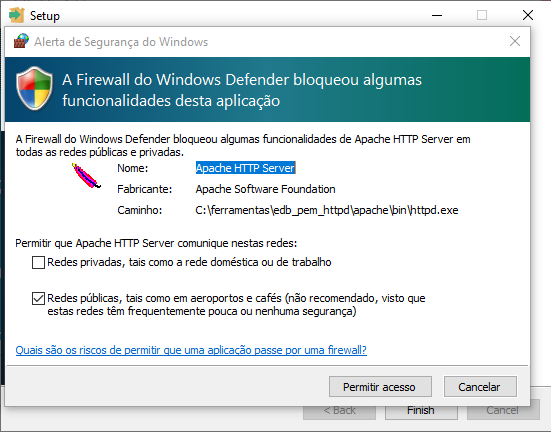 Setup
Alerta de Segurança do Windows
A Firewall do Windows Defender bloqueou algumas
funcionalidades desta aplicação
A Firewall do Windows Defender bloqueou algumas funcionalidades de Apache HTTP Server em
todas as redes públicas e privadas.
Nome: Apache HTTP Server
Fabricante: Apache Software Foundation
Caminho: C:\ferramentas\edb_pem_httpd\apache\bin\httpd.exe
Permitir que Apache HTTP Server comunique nestas redes:
Redes privadas, tais como a rede doméstica ou de trabalho
Redes públicas, tais como em aeroportos e cafés (não recomendado, visto que
estas redes têm frequentemente pouca ou nenhuma segurança)
Quais são os riscos de permitir que uma aplicação passe por uma firewall?
Permitir acesso Cancelar
< Back Finish Cancel